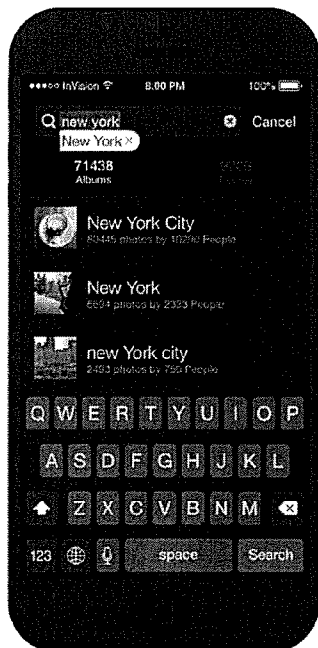 InVision 8:00 PM 100%
new york Cancel
New York ×
71438
Albums
New York City
80445 photos by 10290 People
New York
6694 photos by 2333 People
new York city
2493 photos by 750 People
Q W E R T Y U I O P
A S D F G H J K L
Z X C V B N M
123 space Search